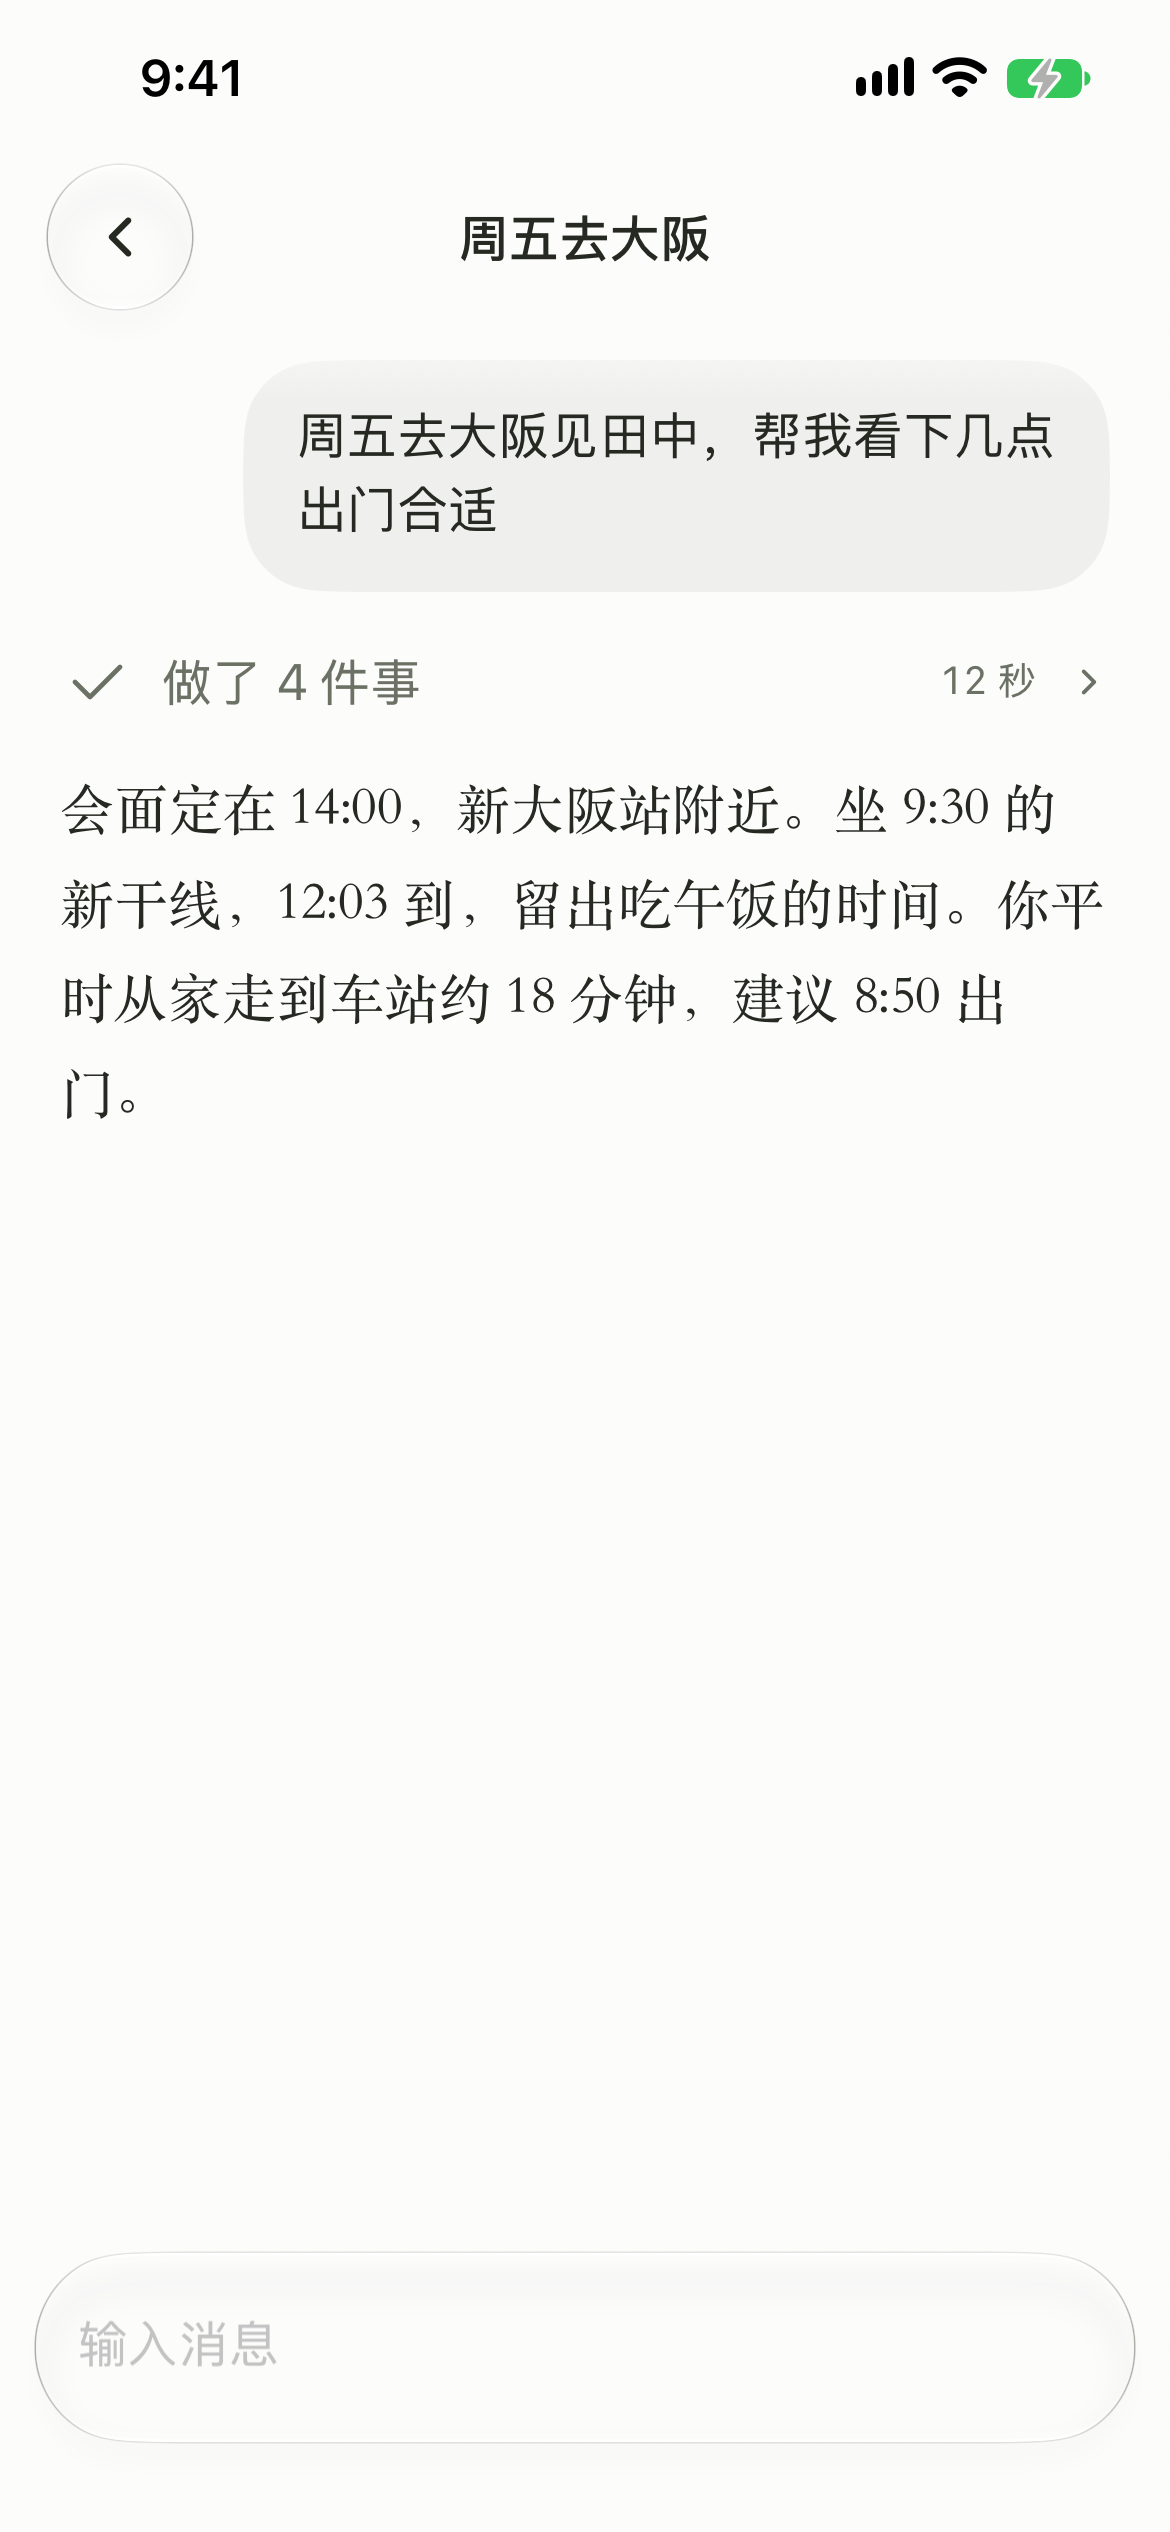 9:41
周五去大阪
周五去大阪见田中，帮我看下几点
出门合适
做了 4 件事
12 秒
会面定在 14:00，新大阪站附近。坐 9:30 的
新干线，12:03 到，留出吃午饭的时间。你平
时从家走到车站约 18 分钟，建议 8:50 出
门。
输入消息